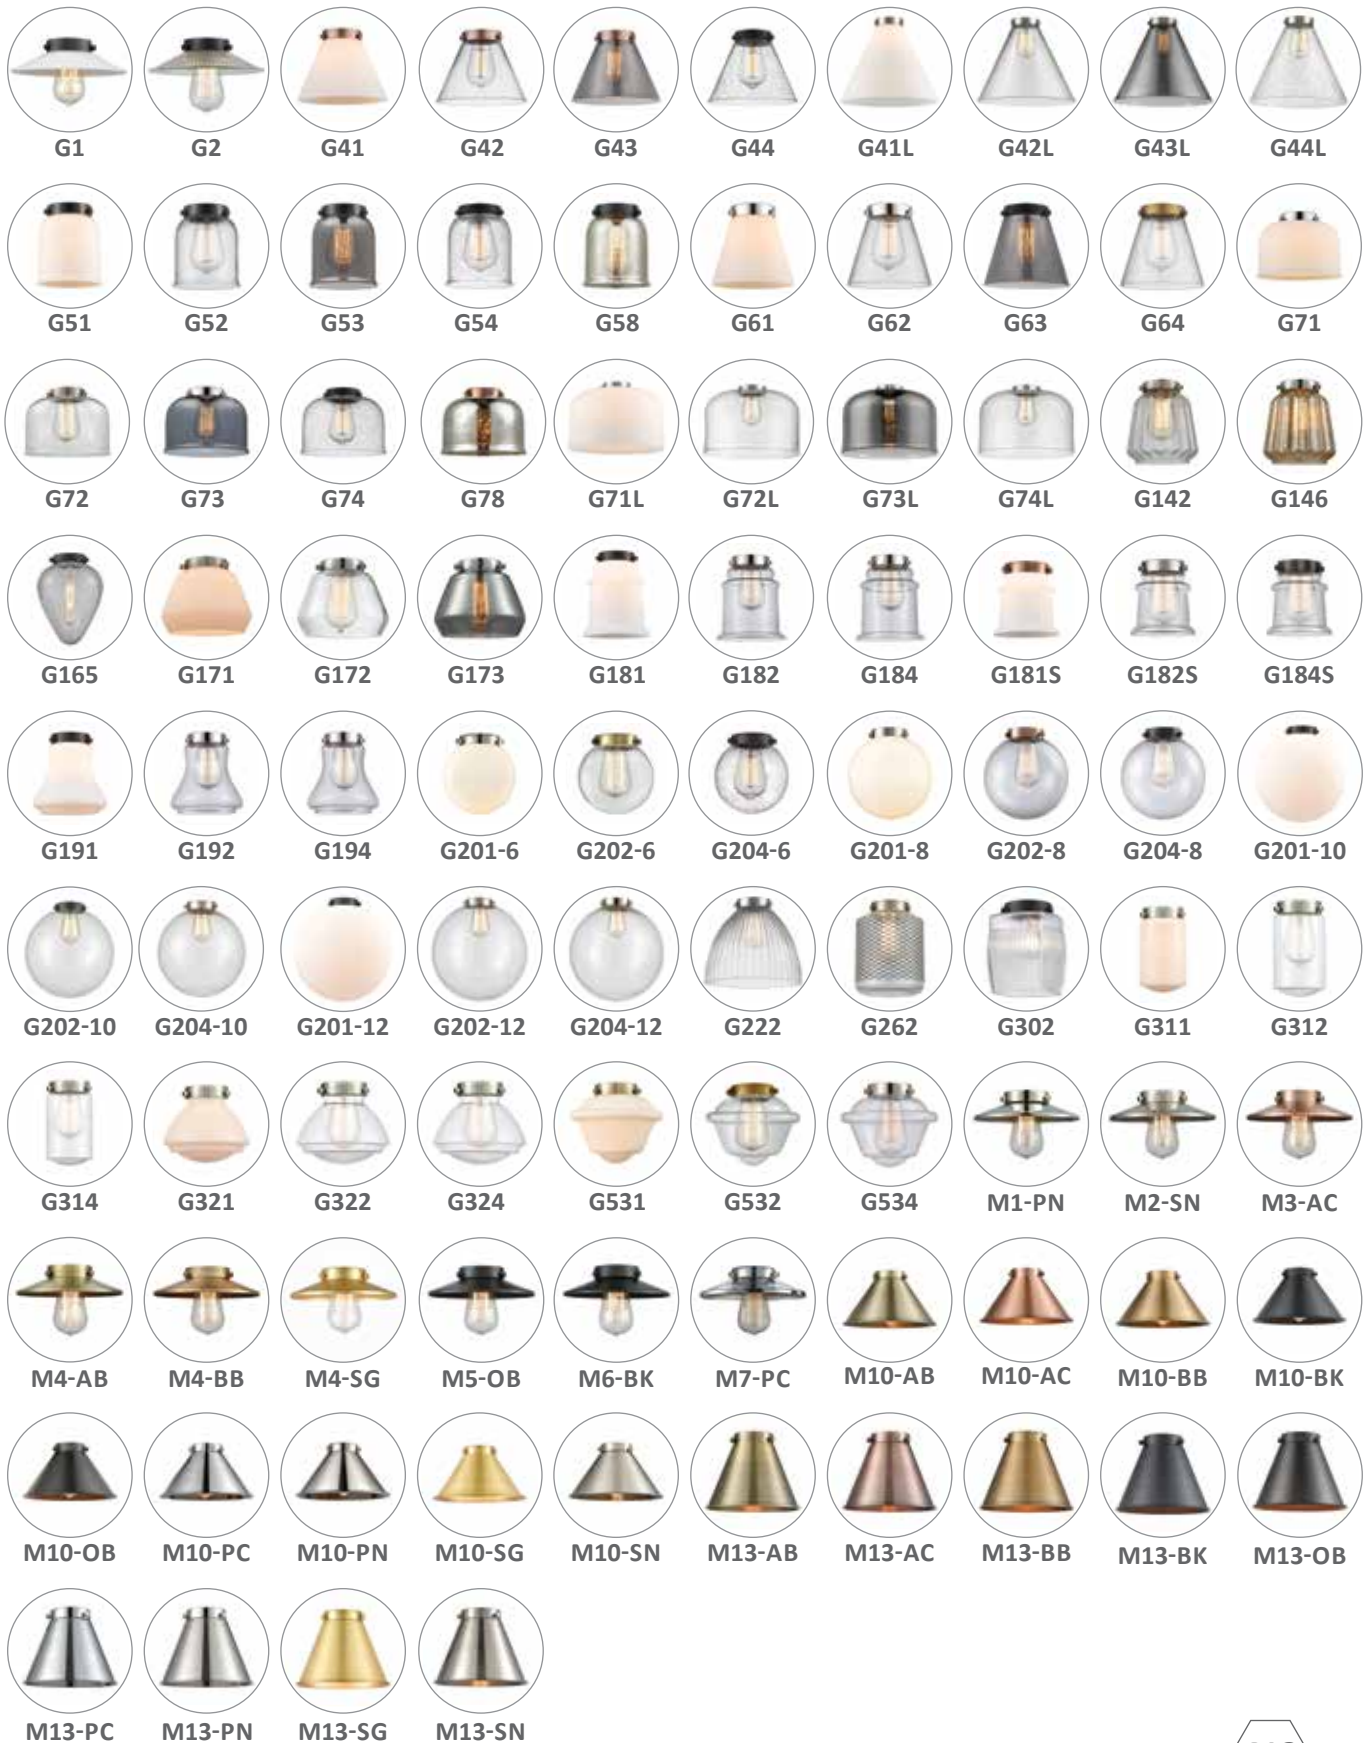 G1 G2 G41 G42 G43 G44 G41L G42L G43L G44L
G51 G52 G53 G54 G58 G61 G62 G63 G64 G71
G72 G73 G74 G78 G71L G72L G73L G74L G142 G146
G165 G171 G172 G173 G181 G182 G184 G181S G182S G184S
G191 G192 G194 G201-6 G202-6 G204-6 G201-8 G202-8 G204-8 G201-10
G202-10 G204-10 G201-12 G202-12 G204-12 G222 G262 G302 G311 G312
G314 G321 G322 G324 G531 G532 G534 M1-PN M2-SN M3-AC
M4-AB M4-BB M4-SG M5-OB M6-BK M7-PC M10-AB M10-AC M10-BB M10-BK
M10-OB M10-PC M10-PN M10-SG M10-SN M13-AB M13-AC M13-BB M13-BK M13-OB
M13-PC M13-PN M13-SG M13-SN